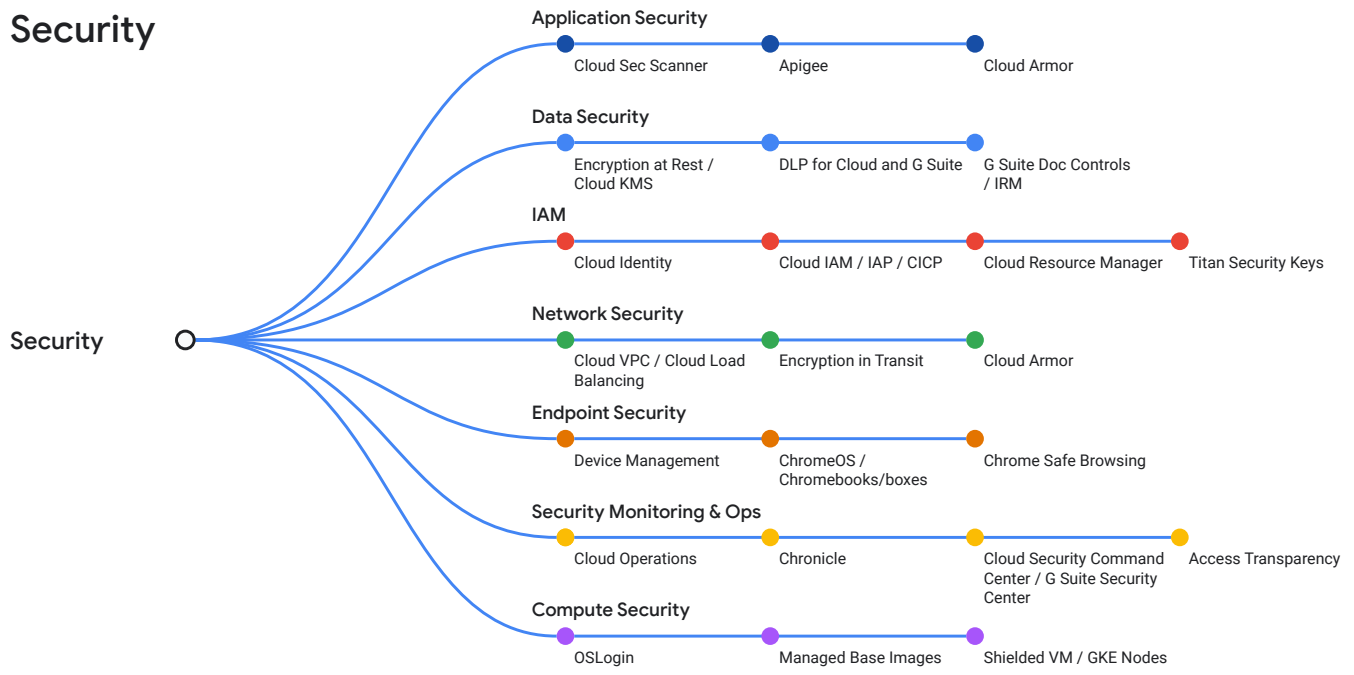 Security
Application Security
Cloud Sec Scanner
Apigee
Cloud Armor
Data Security
Encryption at Rest /
Cloud KMS
DLP for Cloud and G Suite
G Suite Doc Controls
/ IRM
IAM
Cloud Identity
Cloud IAM / IAP / CICP
Cloud Resource Manager
Titan Security Keys
Security
Network Security
Cloud VPC / Cloud Load
Balancing
Encryption in Transit
Cloud Armor
Endpoint Security
Device Management
ChromeOS /
Chromebooks/boxes
Chrome Safe Browsing
Security Monitoring & Ops
Cloud Operations
Chronicle
Cloud Security Command
Center / G Suite Security
Center
Access Transparency
Compute Security
OSLogin
Managed Base Images
Shielded VM / GKE Nodes